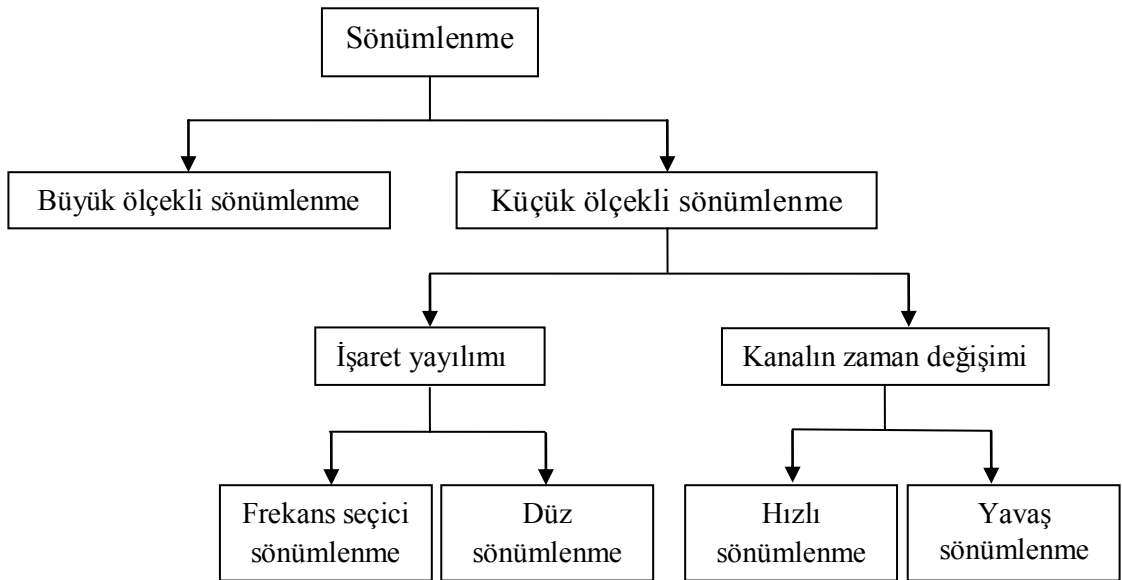 Sönümlenme
Büyük ölçekli sönümlenme
Küçük ölçekli sönümlenme
İşaret yayılımı
Kanalın zaman değişimi
Frekans seçici
sönümlenme
Düz
sönümlenme
Hızlı
sönümlenme
Yavaş
sönümlenme